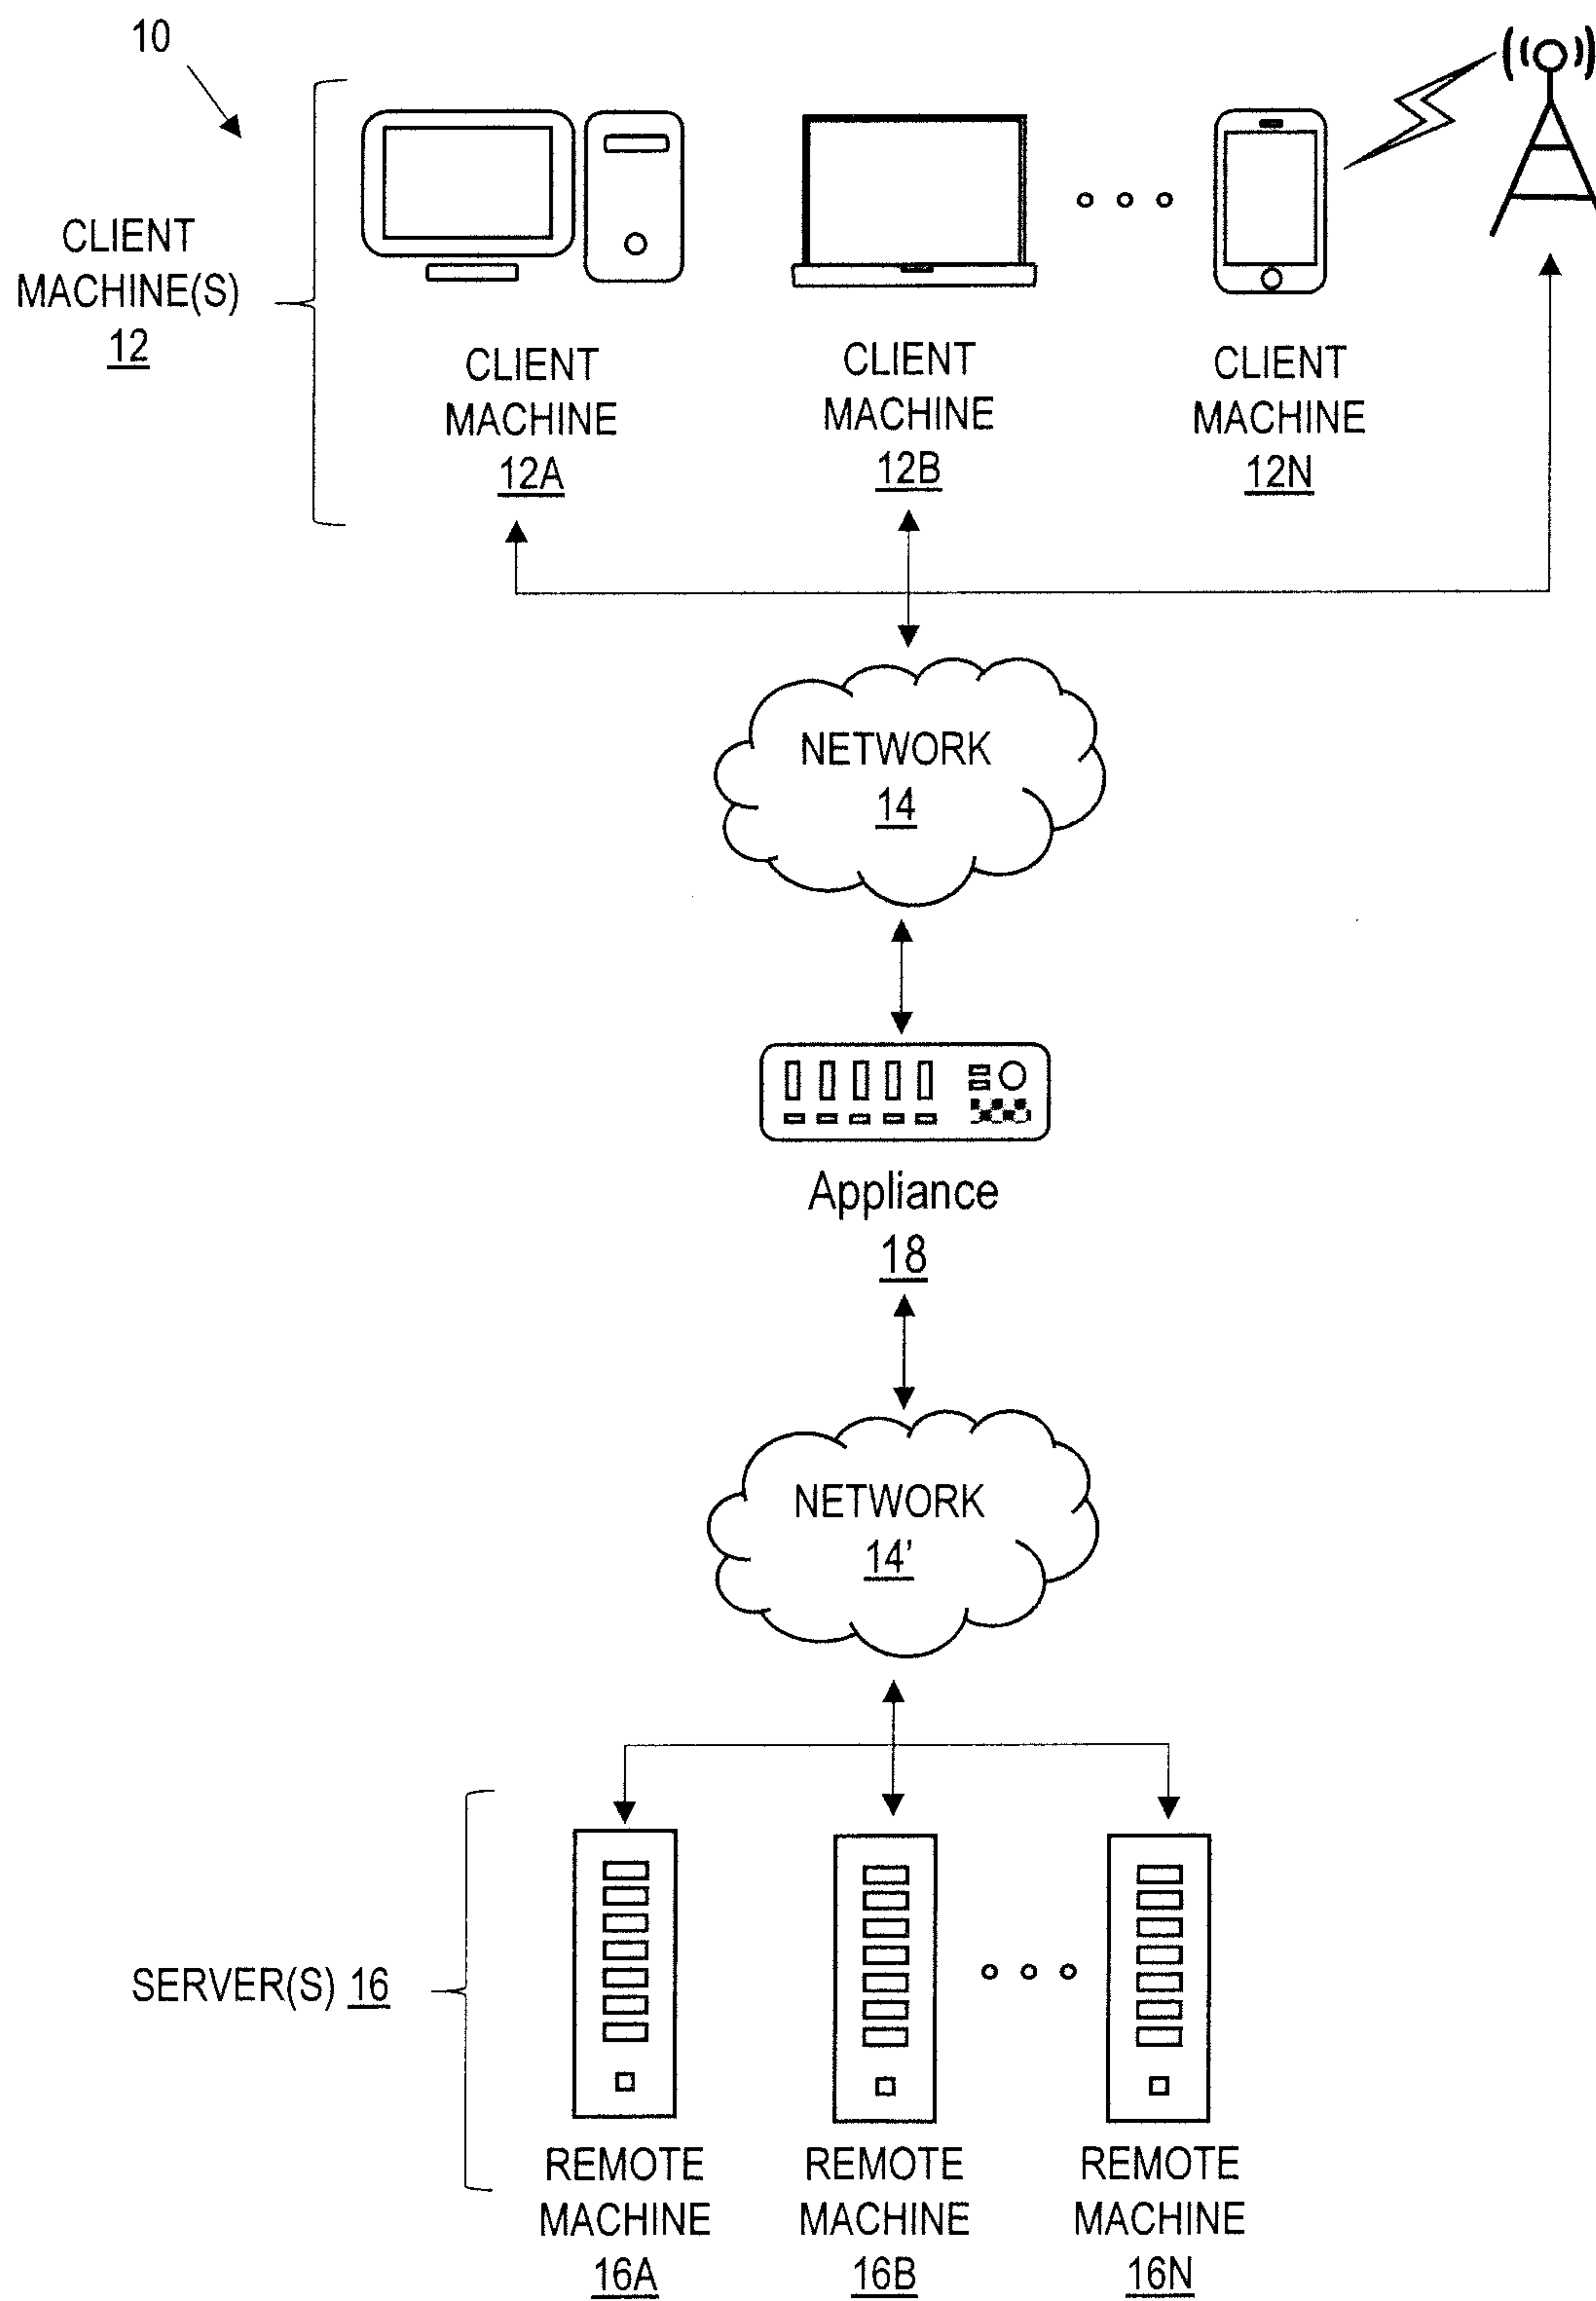 10
CLIENT
MACHINE(S)
12
CLIENT
MACHINE
12A
CLIENT
MACHINE
12B
CLIENT
MACHINE
12N
NETWORK
14
Appliance
18
NETWORK
14'
SERVER(S) 16
REMOTE
MACHINE
16A
REMOTE
MACHINE
16B
REMOTE
MACHINE
16N